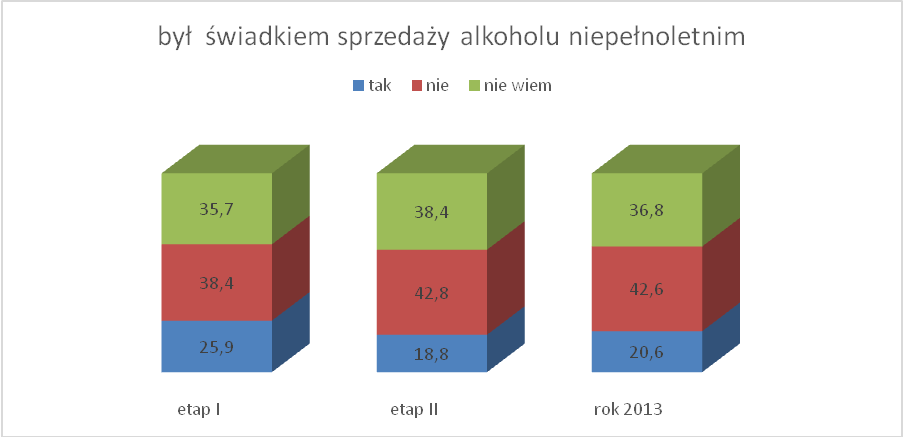 był świadkiem sprzedaży alkoholu niepełnoletnim
tak nie nie wiem
35,7 38,4 36,8
38,4 42,8 42,6
25,9 18,8 20,6
etap I etap II rok 2013